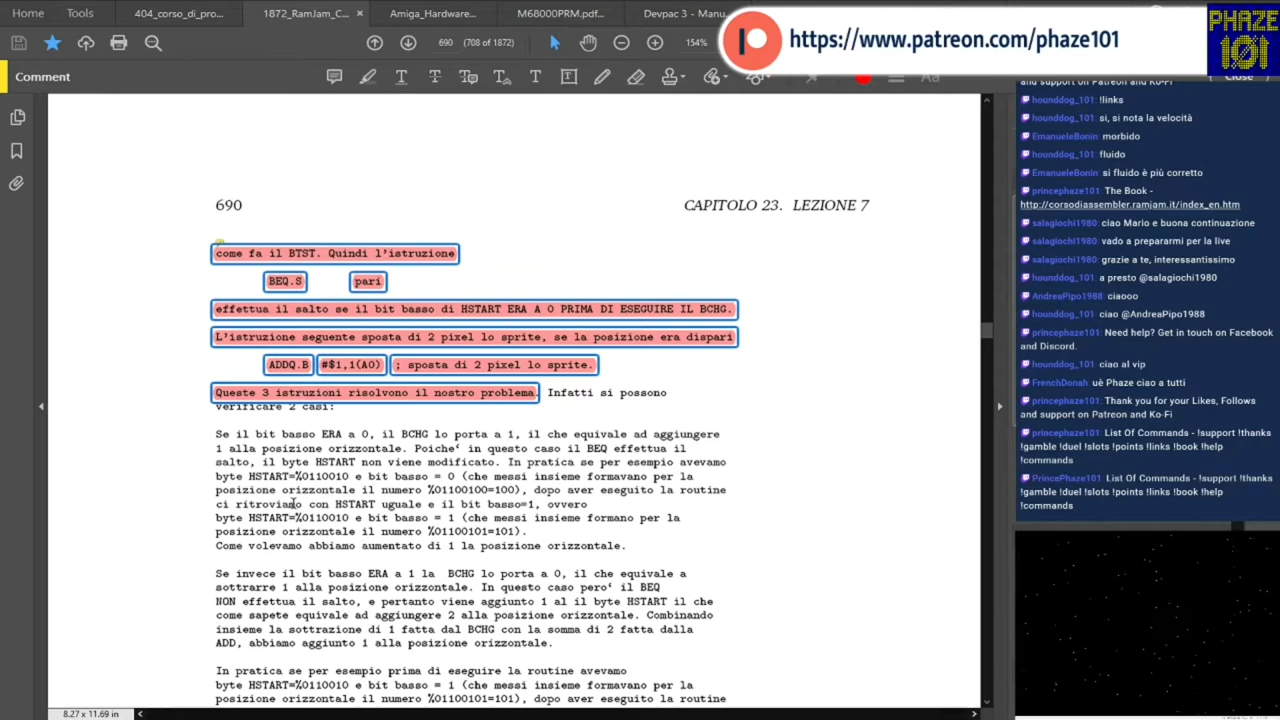 Home
Tools
404_corso_di_pro...
1872_RamJam_C...
Amiga_Hardware...
M68000PRM.pdf...
Devpac 3 - Manu...
https://www.patreon.com/phaze101
PHAZE
101
690 (708 of 1872)
154%
Comment
Close
690
CAPITOLO 23. LEZIONE 7
come fa il BTST. Quindi l'istruzione
BEQ.S pari
effettua il salto se il bit basso di HSTART ERA A 0 PRIMA DI ESEGUIRE IL BCHG.
L'istruzione seguente sposta di 2 pixel lo sprite, se la posizione era dispari
ADDQ.B #$1,1(A0) ; sposta di 2 pixel lo sprite.
Queste 3 istruzioni risolvono il nostro problema. Infatti si possono
verificare 2 casi:
Se il bit basso ERA a 0, il BCHG lo porta a 1, il che equivale ad aggiungere
1 alla posizione orizzontale. Poiche' in questo caso il BEQ effettua il
salto, il byte HSTART non viene modificato. In pratica se per esempio avevamo
byte HSTART=%0110010 e bit basso = 0 (che messi insieme formavano per la
posizione orizzontale il numero %01100100=100), dopo aver eseguito la routine
ci ritroviamo con HSTART uguale e il bit basso=1, ovvero
byte HSTART=%0110010 e bit basso = 1 (che messi insieme formano per la
posizione orizzontale il numero %01100101=101).
Come volevamo abbiamo aumentato di 1 la posizione orizzontale.
Se invece il bit basso ERA a 1 la BCHG lo porta a 0, il che equivale a
sottrarre 1 alla posizione orizzontale. In questo caso pero' il BEQ
NON effettua il salto, e pertanto viene aggiunto 1 al il byte HSTART il che
come sapete equivale ad aggiungere 2 alla posizione orizzontale. Combinando
insieme la sottrazione di 1 fatta dal BCHG con la somma di 2 fatta dalla
ADD, abbiamo aggiunto 1 alla posizione orizzontale.
In pratica se per esempio prima di eseguire la routine avevamo
byte HSTART=%0110010 e bit basso = 1 (che messi insieme formavano per la
posizione orizzontale il numero %01100101=101), dopo aver eseguito la routine
8.27 x 11.69 in
and support on Patreon and Ko-Fi
hounddog_101: !links
hounddog_101: si, si nota la velocità
EmanueleBonin: morbido
hounddog_101: fluido
EmanueleBonin: si fluido è più corretto
princephaze101: The Book -
http://corsodiassembler.ramjam.it/index_en.htm
salagiochi1980: ciao Mario e buona continuazione
salagiochi1980: vado a prepararmi per la live
salagiochi1980: grazie a te, interessantissimo
hounddog_101: a presto @salagiochi1980
AndreaPipo1988: ciaooo
hounddog_101: ciao @AndreaPipo1988
princephaze101: Need help? Get in touch on Facebook
and Discord.
hounddog_101: ciao al vip
FrenchDonah: uè Phaze ciao a tutti
princephaze101: Thank you for your Likes, Follows
and support on Patreon and Ko-Fi
princephaze101: List Of Commands - !support !thanks
!gamble !duel !slots !points !links !book !help
!commands
PrincePhaze101: List Of Commands - !support !thanks
!gamble !duel !slots !points !links !book !help
!commands